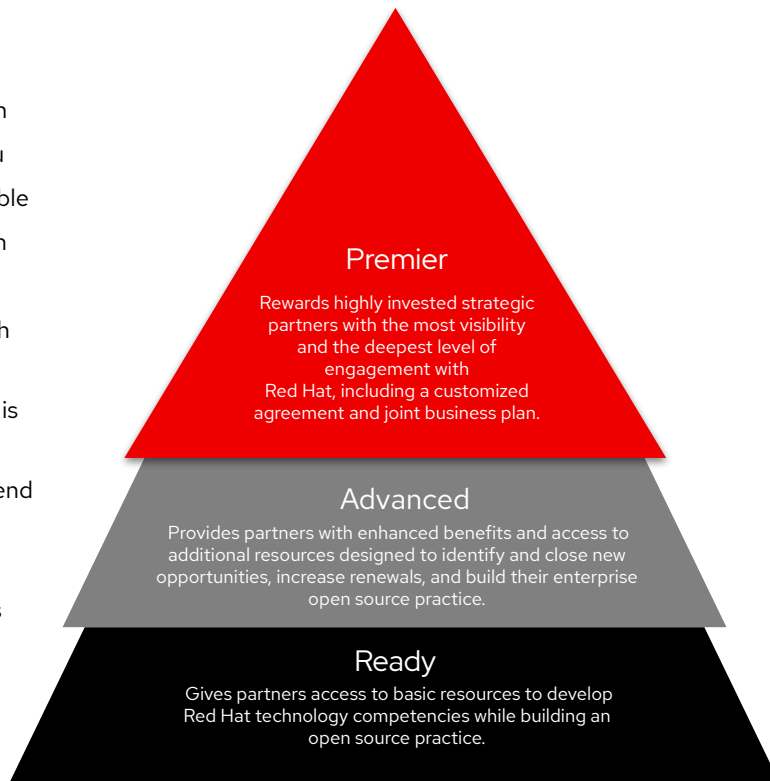 Premier
Rewards highly invested strategic
partners with the most visibility
and the deepest level of
engagement with
Red Hat, including a customized
agreement and joint business plan.
Advanced
Provides partners with enhanced benefits and access to
additional resources designed to identify and close new
opportunities, increase renewals, and build their enterprise
open source practice.
Ready
Gives partners access to basic resources to develop
Red Hat technology competencies while building an
open source practice.
is